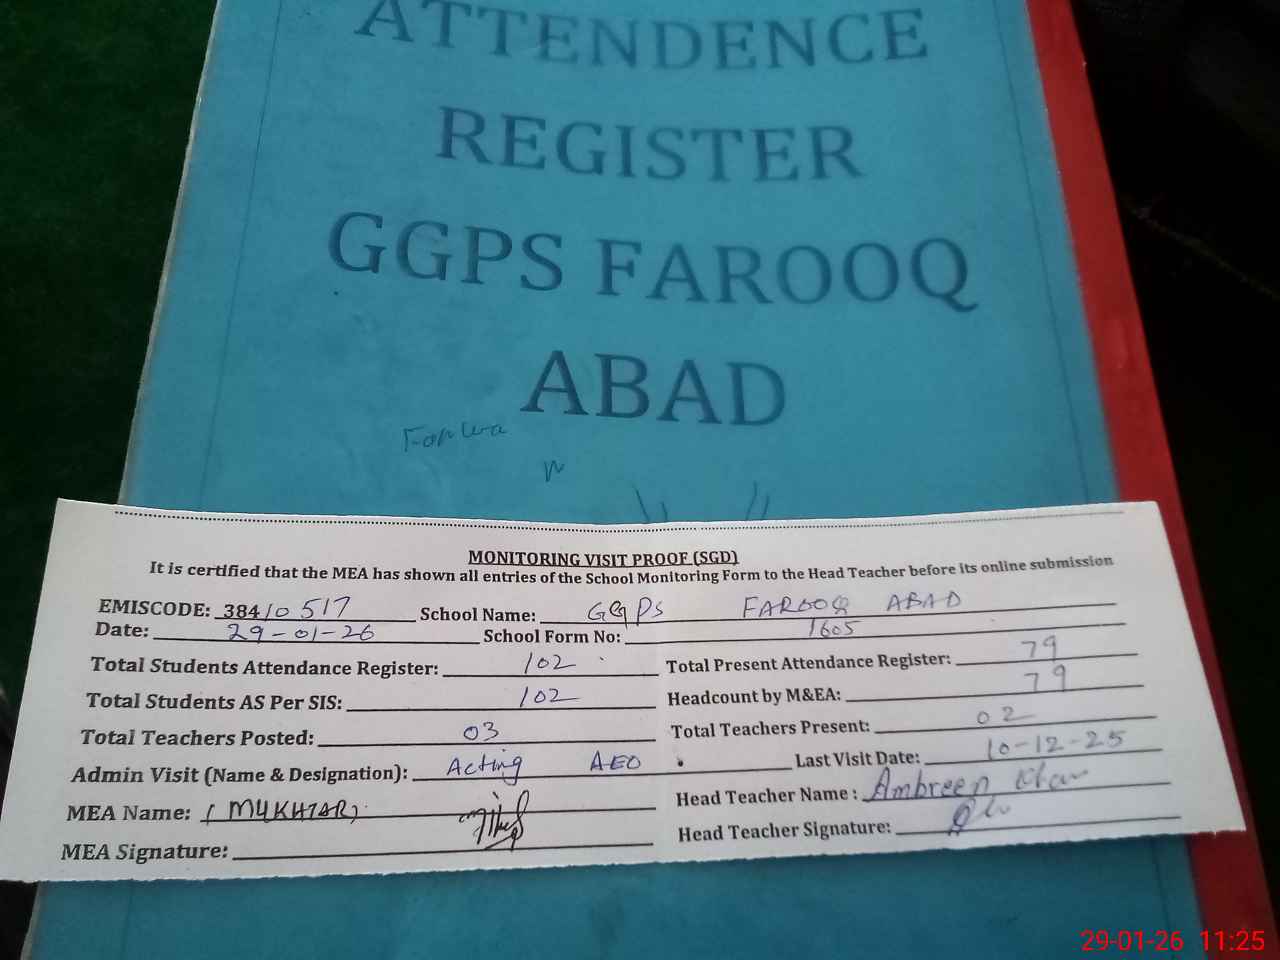 ATTENDENCE
REGISTER
GGPS FAROOQ
ABAD
MONITORING VISIT PROOF (SGD)
It is certified that the MEA has shown all entries of the School Monitoring Form to the Head Teacher before its online submission
EMISCODE: 38410517 School Name: GGPS FAROOQ ABAD
Date: 29-01-26 School Form No: 1605
Total Students Attendance Register: 102 Total Present Attendance Register: 79
Total Students AS Per SIS: 102 Headcount by M&EA: 79
Total Teachers Posted: 03 Total Teachers Present: 02
Admin Visit (Name & Designation): Acting AEO Last Visit Date: 10-12-25
MEA Name: (MUKHTAR) Head Teacher Name : Ambreen
MEA Signature: Head Teacher Signature:
29-01-26 11:25